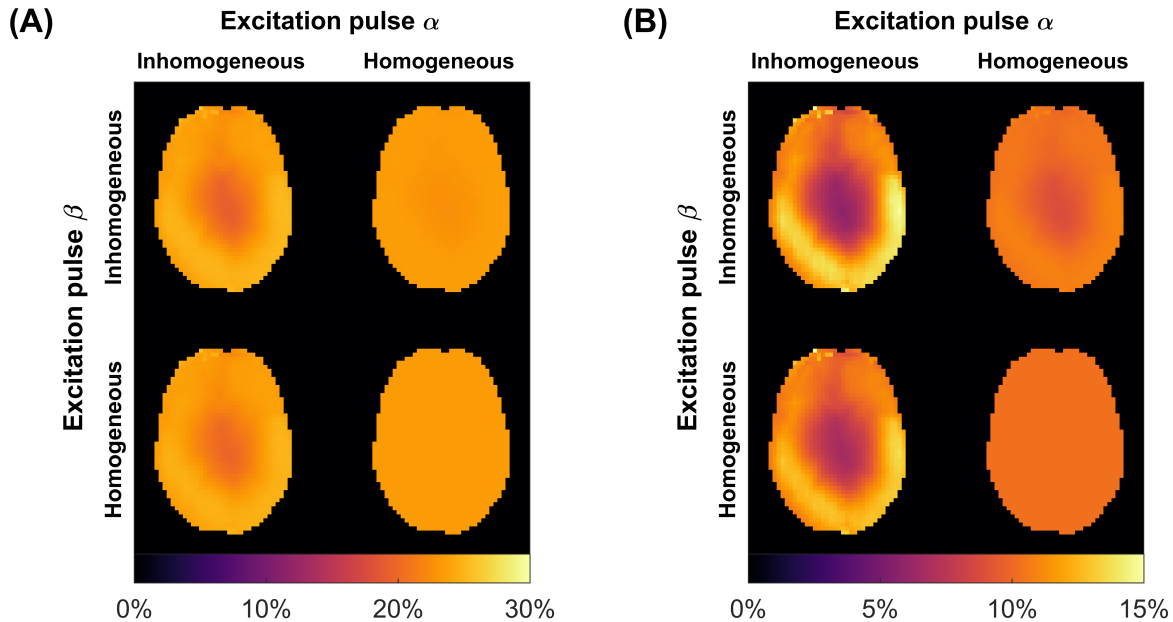 (A)
Excitation pulse α
Inhomogeneous Homogeneous
Excitation pulse β
Inhomogeneous
Homogeneous
0% 10% 20% 30%
(B)
Excitation pulse α
Inhomogeneous Homogeneous
Excitation pulse β
Inhomogeneous
Homogeneous
0% 5% 10% 15%